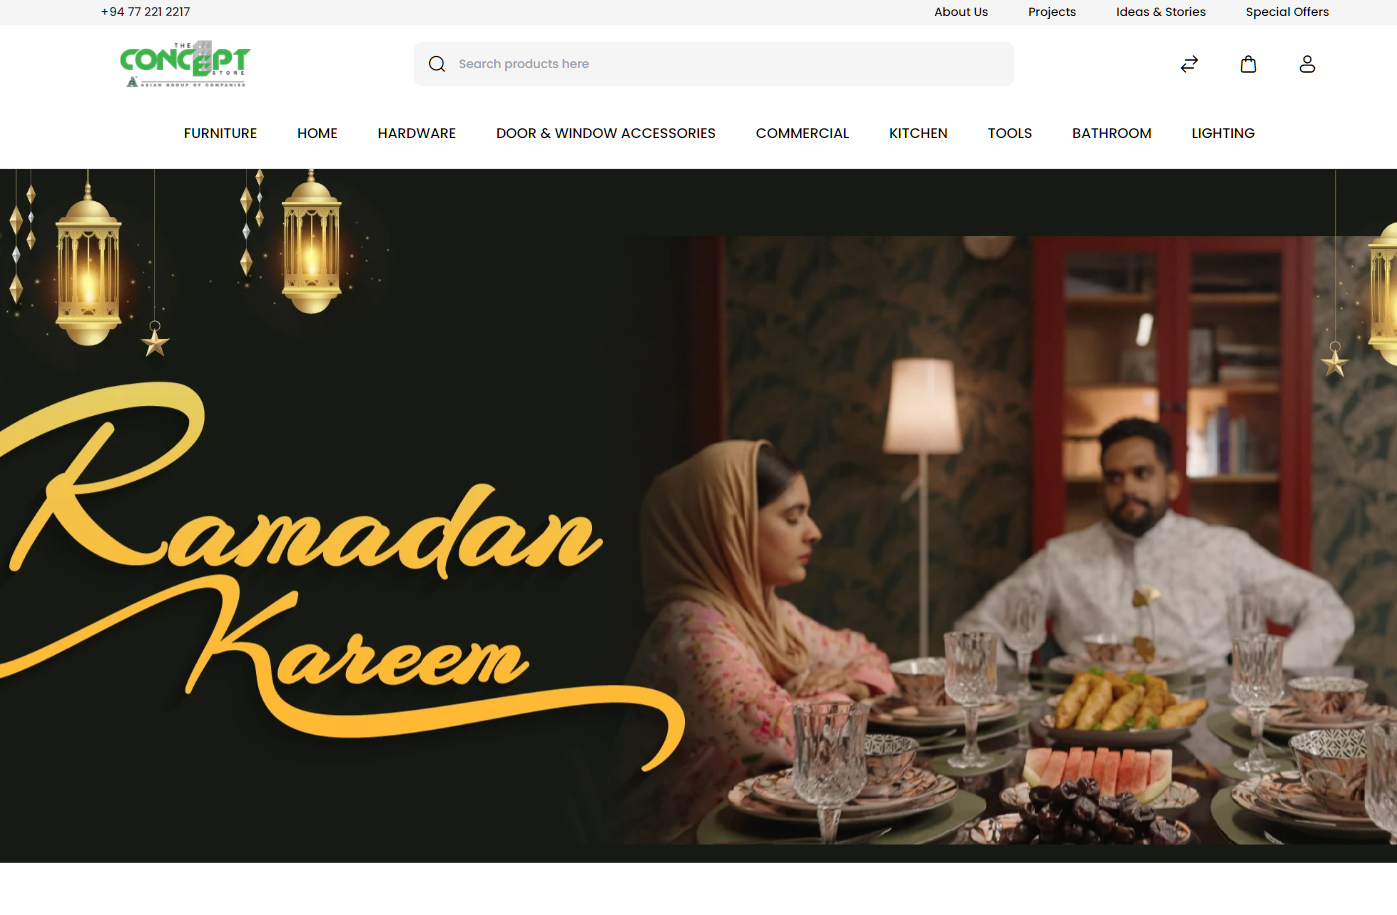 +94 77 221 2217
About Us
Projects
Ideas & Stories
Special Offers
THE
CONCEPT
STORE
ASIAN GROUP OF COMPANIES
Search products here
FURNITURE
HOME
HARDWARE
DOOR & WINDOW ACCESSORIES
COMMERCIAL
KITCHEN
TOOLS
BATHROOM
LIGHTING
Ramadan
Kareem